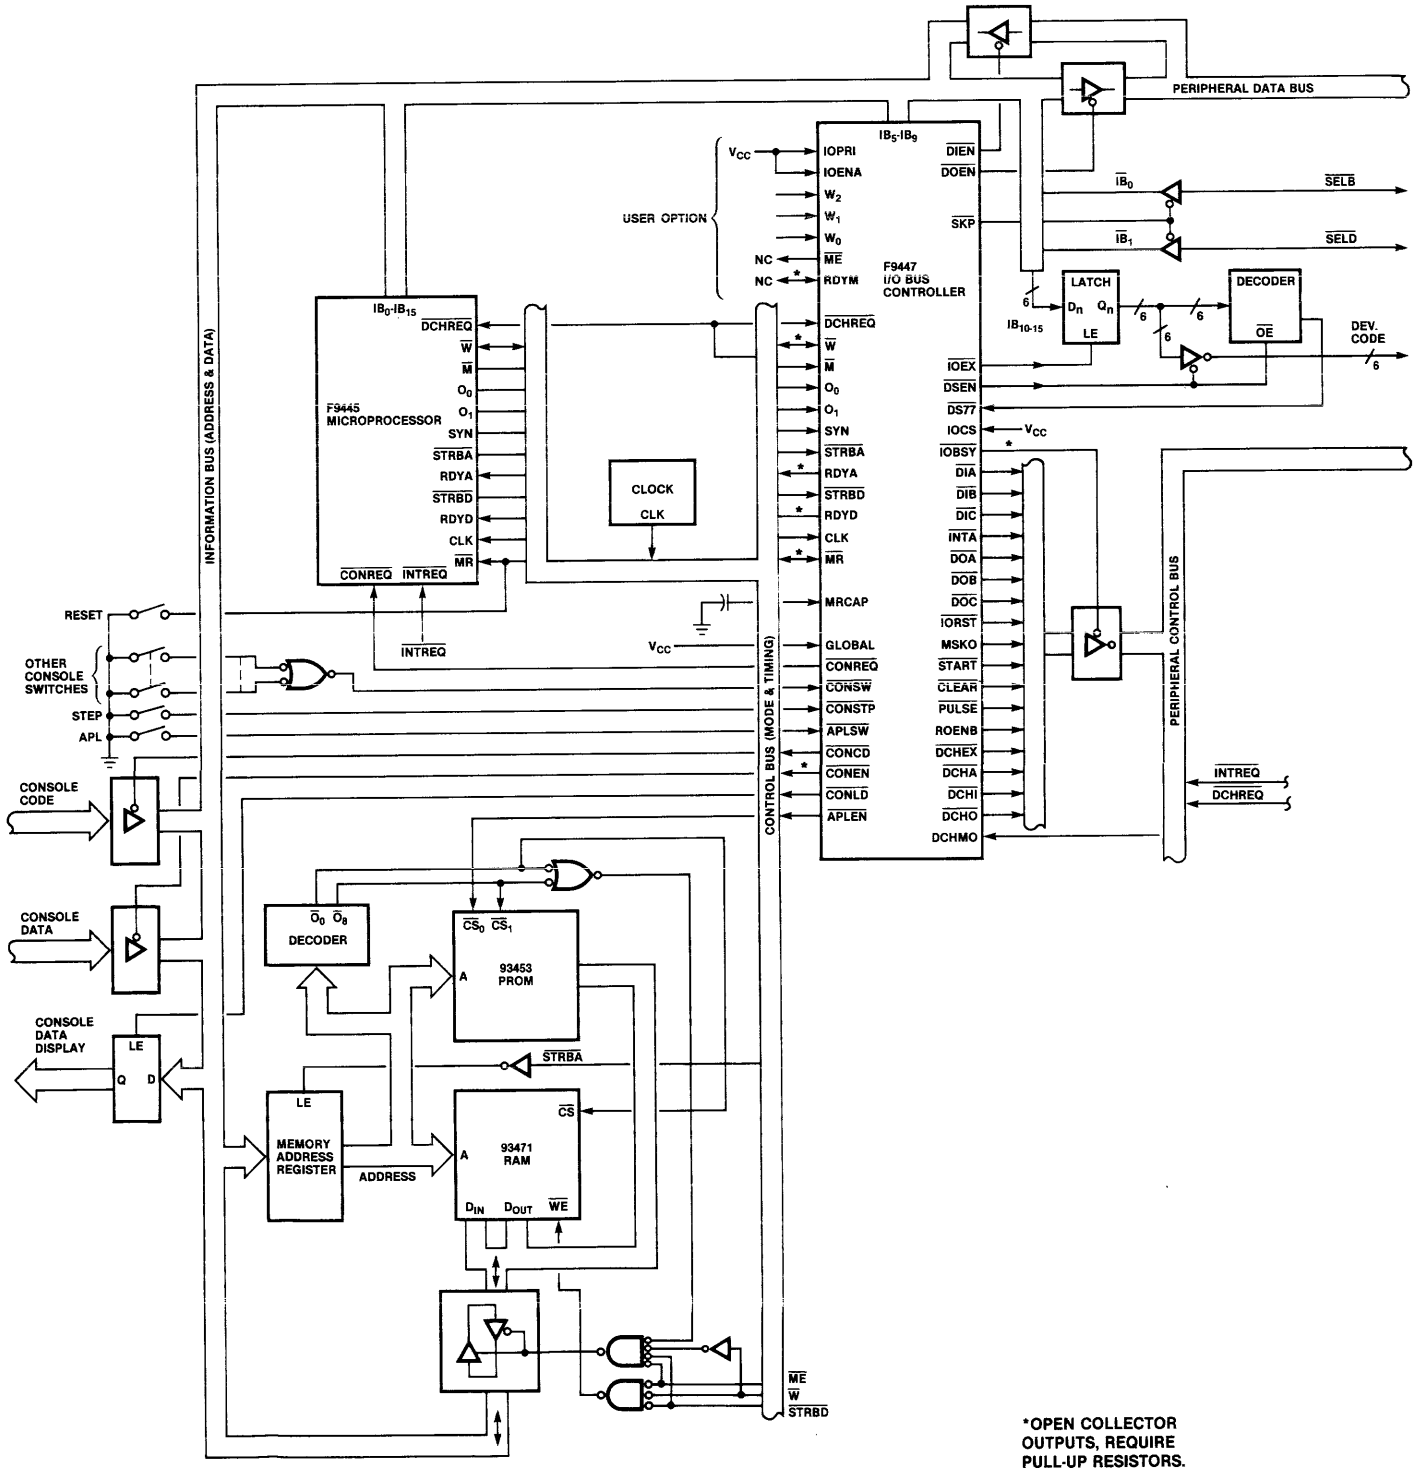 PERIPHERAL DATA BUS
IB5-IB9
VCC
IOPRI
IOENA
W2
W1
W0
NC
ME
NC
*
RDYM
USER OPTION
DIEN
DOEN
SKP
IB0
SELB
IB1
SELD
F9447
I/O BUS
CONTROLLER
LATCH
Dn
Qn
LE
6
IB10-15
6
6
6
DECODER
OE
DEV.
CODE
6
IB0-IB15
DCHREQ
W
M
O0
O1
SYN
STRBA
RDYA
STRBD
RDYD
CLK
MR
CONREQ
INTREQ
F9445
MICROPROCESSOR
INFORMATION BUS (ADDRESS & DATA)
CLOCK
CLK
DCHREQ
*
W
M
O0
O1
SYN
STRBA
*
RDYA
STRBD
*
RDYD
CLK
*
MR
MRCAP
VCC
GLOBAL
CONREQ
CONSW
CONSTP
APLSW
CONCD
*
CONEN
CONLD
APLEN
IOEX
DSEN
DS77
IOCS
VCC
IOBSY
*
DIA
DIB
DIC
INTA
DOA
DOB
DOC
IORST
MSKO
START
CLEAR
PULSE
ROENB
DCHEX
DCHA
DCHI
DCHO
DCHMO
PERIPHERAL CONTROL BUS
INTREQ
DCHREQ
CONTROL BUS (MODE & TIMING)
INTREQ
RESET
OTHER
CONSOLE
SWITCHES
STEP
APL
CONSOLE
CODE
CONSOLE
DATA
CONSOLE
DATA
DISPLAY
LE
Q
D
O0
O8
DECODER
CS0
CS1
A
93453
PROM
STRBA
LE
MEMORY
ADDRESS
REGISTER
ADDRESS
CS
A
93471
RAM
DIN
DOUT
WE
ME
W
STRBD
*OPEN COLLECTOR
OUTPUTS, REQUIRE
PULL-UP RESISTORS.